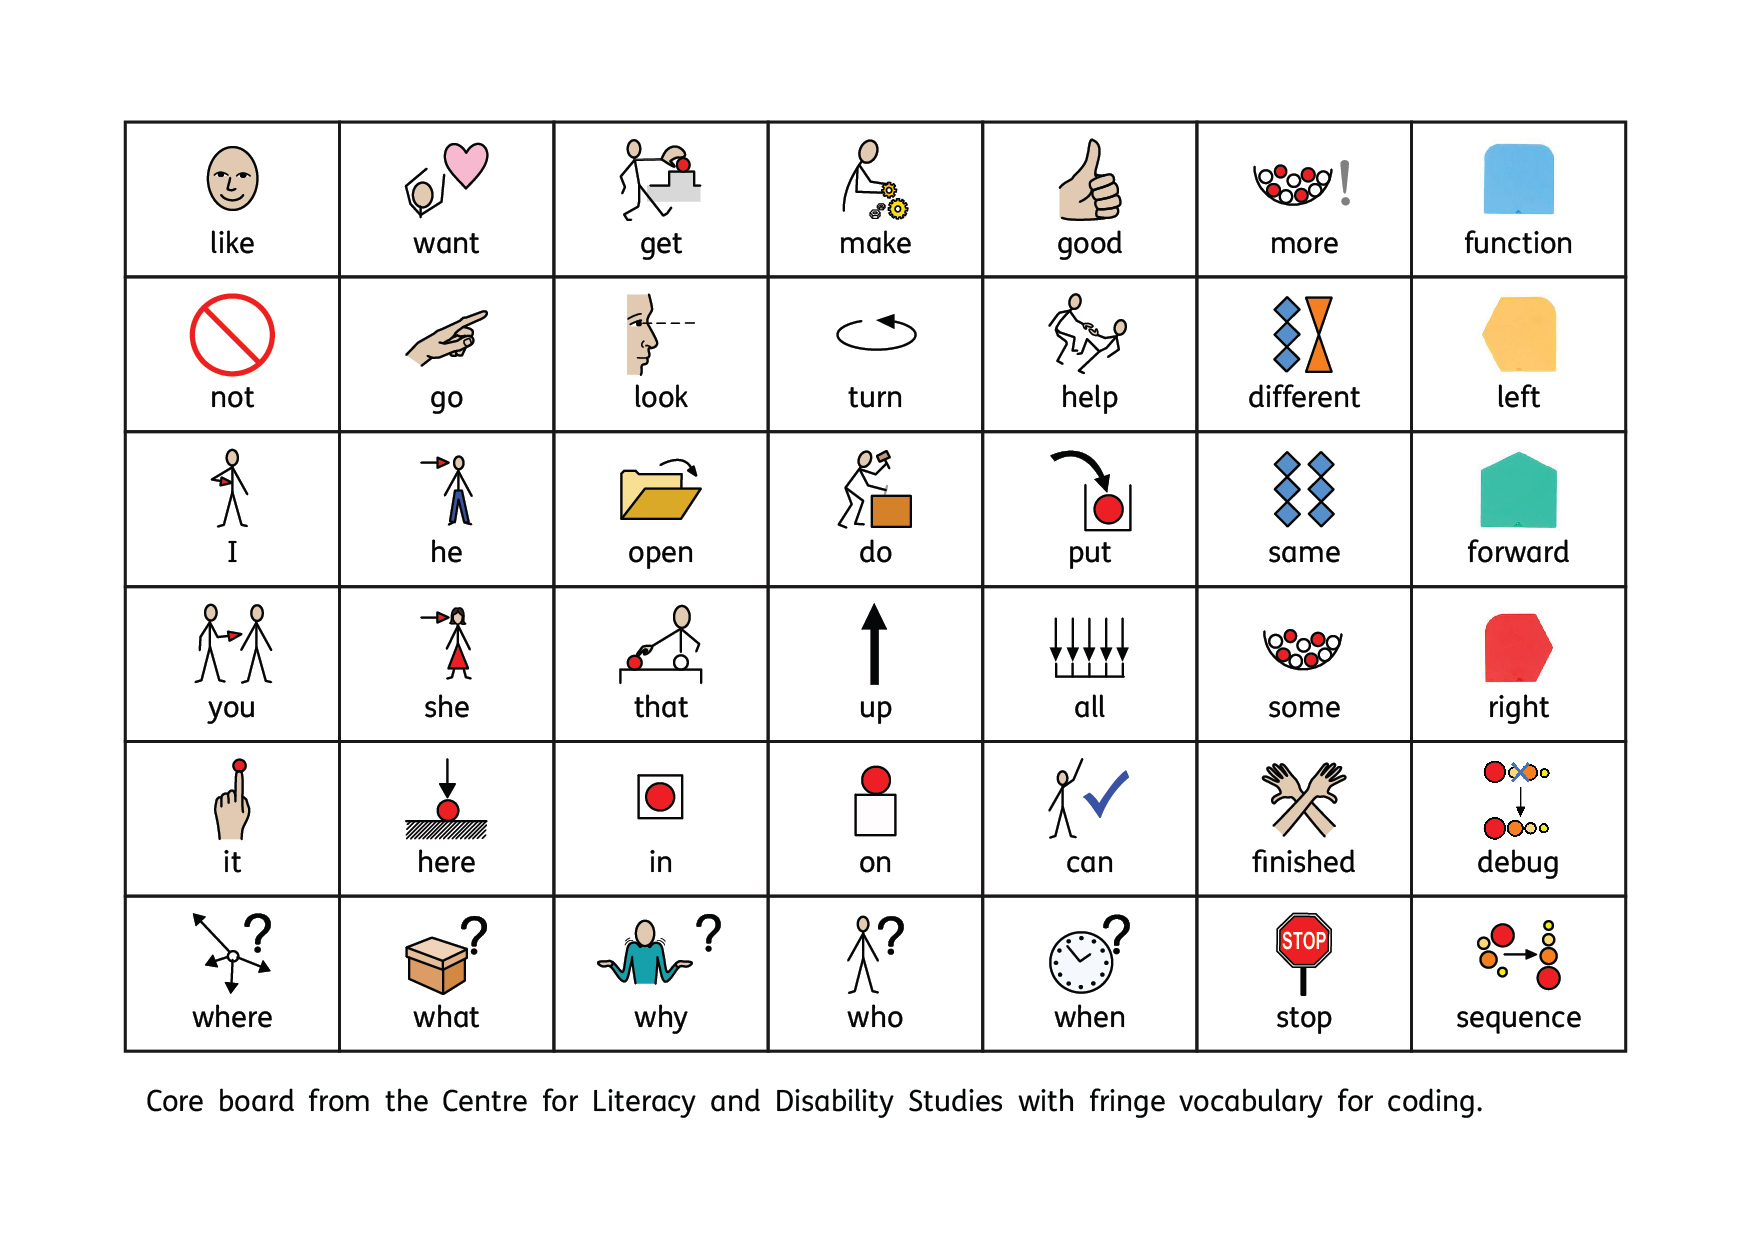 like want get make good more ! function
not go look turn help different left
I he open do put same forward
you she that up all some right
it here in on can finished debug
? ? ? ? ? STOP
where what why who when stop sequence
Core board from the Centre for Literacy and Disability Studies with fringe vocabulary for coding.